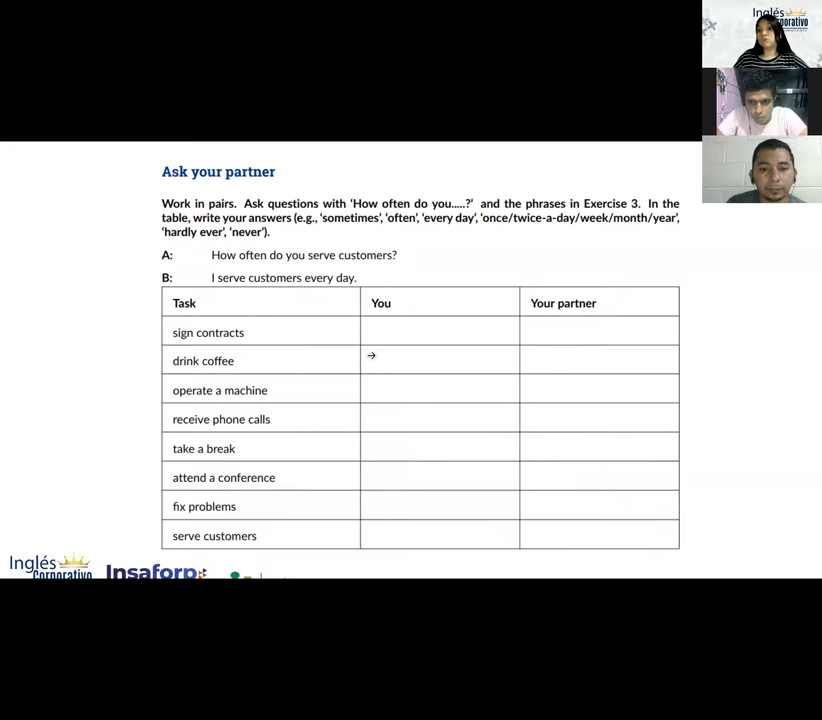 Inglés
Ask your partner
Work in pairs. Ask questions with 'How often do you.....?' and the phrases in Exercise 3. In the
table, write your answers (e.g., 'sometimes', 'often', 'every day', 'once/twice-a-day/week/month/year',
'hardly ever', 'never').
A: How often do you serve customers?
B: I serve customers every day.
Task You Your partner
sign contracts
drink coffee
operate a machine
receive phone calls
take a break
attend a conference
fix problems
serve customers
Inglés
Corporativo
Insaforp